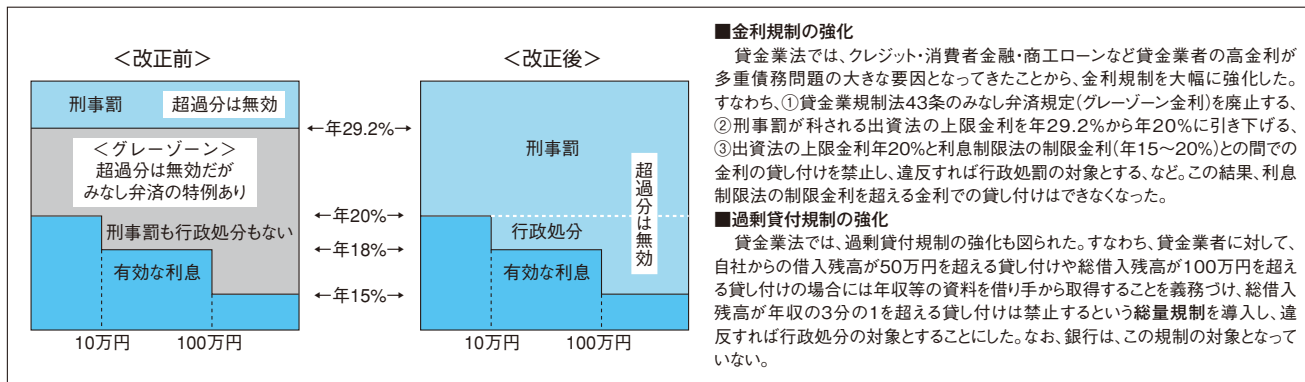 <改正前>
刑事罰
超過分は無効
<グレーゾーン>
超過分は無効だが
みなし弁済の特例あり
刑事罰も行政処分もない
有効な利息
10万円
100万円
←年29.2%→
←年20%→
←年18%→
←年15%→
<改正後>
刑事罰
超過分は無効
行政処分
有効な利息
10万円
100万円
■金利規制の強化
貸金業法では、クレジット・消費者金融・商工ローンなど貸金業者の高金利が
多重債務問題の大きな要因となってきたことから、金利規制を大幅に強化した。
すなわち、①貸金業規制法43条のみなし弁済規定(グレーゾーン金利)を廃止する、
②刑事罰が科される出資法の上限金利を年29.2%から年20%に引き下げる、
③出資法の上限金利年20%と利息制限法の制限金利(年15〜20%)との間での
金利の貸し付けを禁止し、違反すれば行政処罰の対象とする、など。この結果、利息
制限法の制限金利を超える金利での貸し付けはできなくなった。
■過剰貸付規制の強化
貸金業法では、過剰貸付規制の強化も図られた。すなわち、貸金業者に対して、
自社からの借入残高が50万円を超える貸し付けや総借入残高が100万円を超え
る貸し付けの場合には年収等の資料を借り手から取得することを義務づけ、総借入
残高が年収の3分の1を超える貸し付けは禁止するという総量規制を導入し、違
反すれば行政処分の対象とすることにした。なお、銀行は、この規制の対象となって
いない。